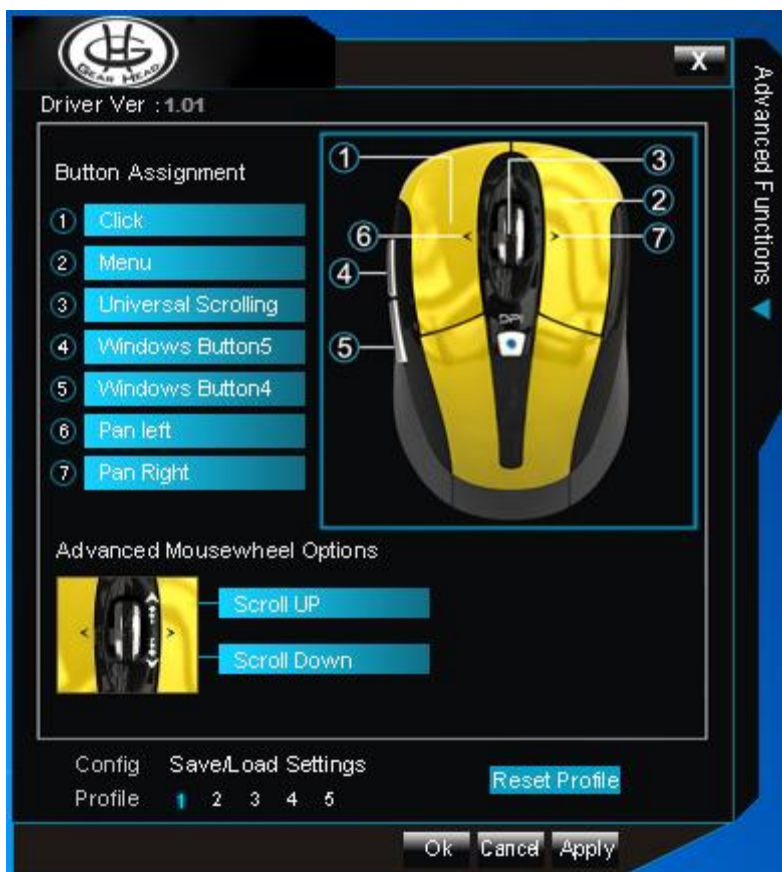 GH
GEAR HEAD
X
Driver Ver : 1.01
Advanced Functions
Button Assignment
1 Click
2 Menu
3 Universal Scrolling
4 Windows Button5
5 Windows Button4
6 Pan left
7 Pan Right
1
3
2
6
7
4
DPI
5
Advanced Mousewheel Options
Scroll UP
Scroll Down
Config Save/Load Settings
Profile 1 2 3 4 5
Reset Profile
Ok Cancel Apply